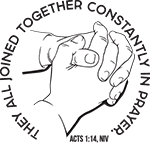 THEY ALL JOINED TOGETHER CONSTANTLY IN PRAYER.
ACTS 1:14, NIV